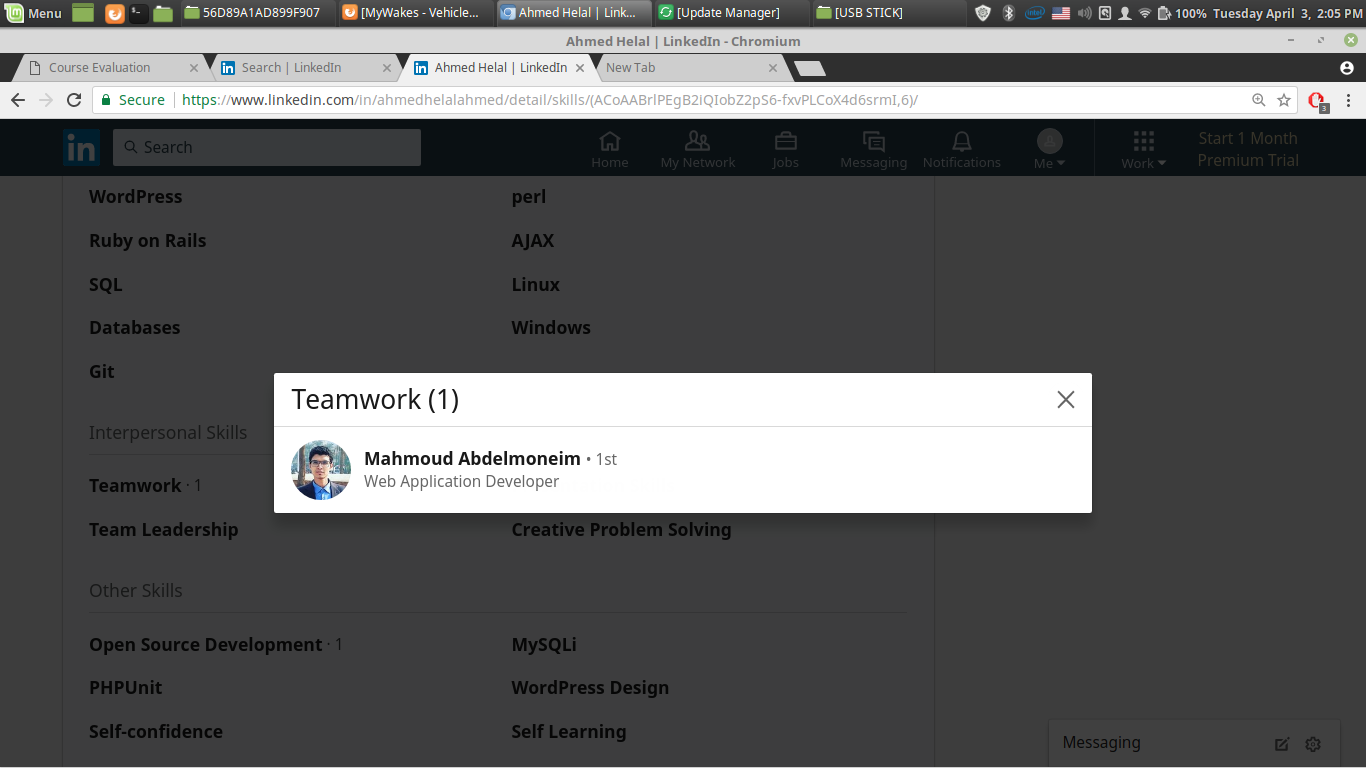 Menu 56D89A1AD899F907 [MyWakes - Vehicle... Ahmed Helal | Link... [Update Manager] [USB STICK] 100% Tuesday April 3, 2:05 PM
Ahmed Helal | LinkedIn - Chromium
Course Evaluation Search | LinkedIn Ahmed Helal | LinkedIn New Tab
Secure https://www.linkedin.com/in/ahmedhelalahmed/detail/skills/(ACoAABrlPEgB2iQIobZ2pS6-fxvPLCoX4d6srmI,6)/ 3
in Search Home My Network Jobs Messaging Notifications Me Work Start 1 Month
Premium Trial
WordPress perl
Ruby on Rails AJAX
SQL Linux
Databases Windows
Git
Teamwork (1)
Interpersonal Skills
Mahmoud Abdelmoneim • 1st
Web Application Developer
Teamwork · 1
Team Leadership Creative Problem Solving
Other Skills
Open Source Development · 1 MySQLi
PHPUnit WordPress Design
Self-confidence Self Learning
Messaging